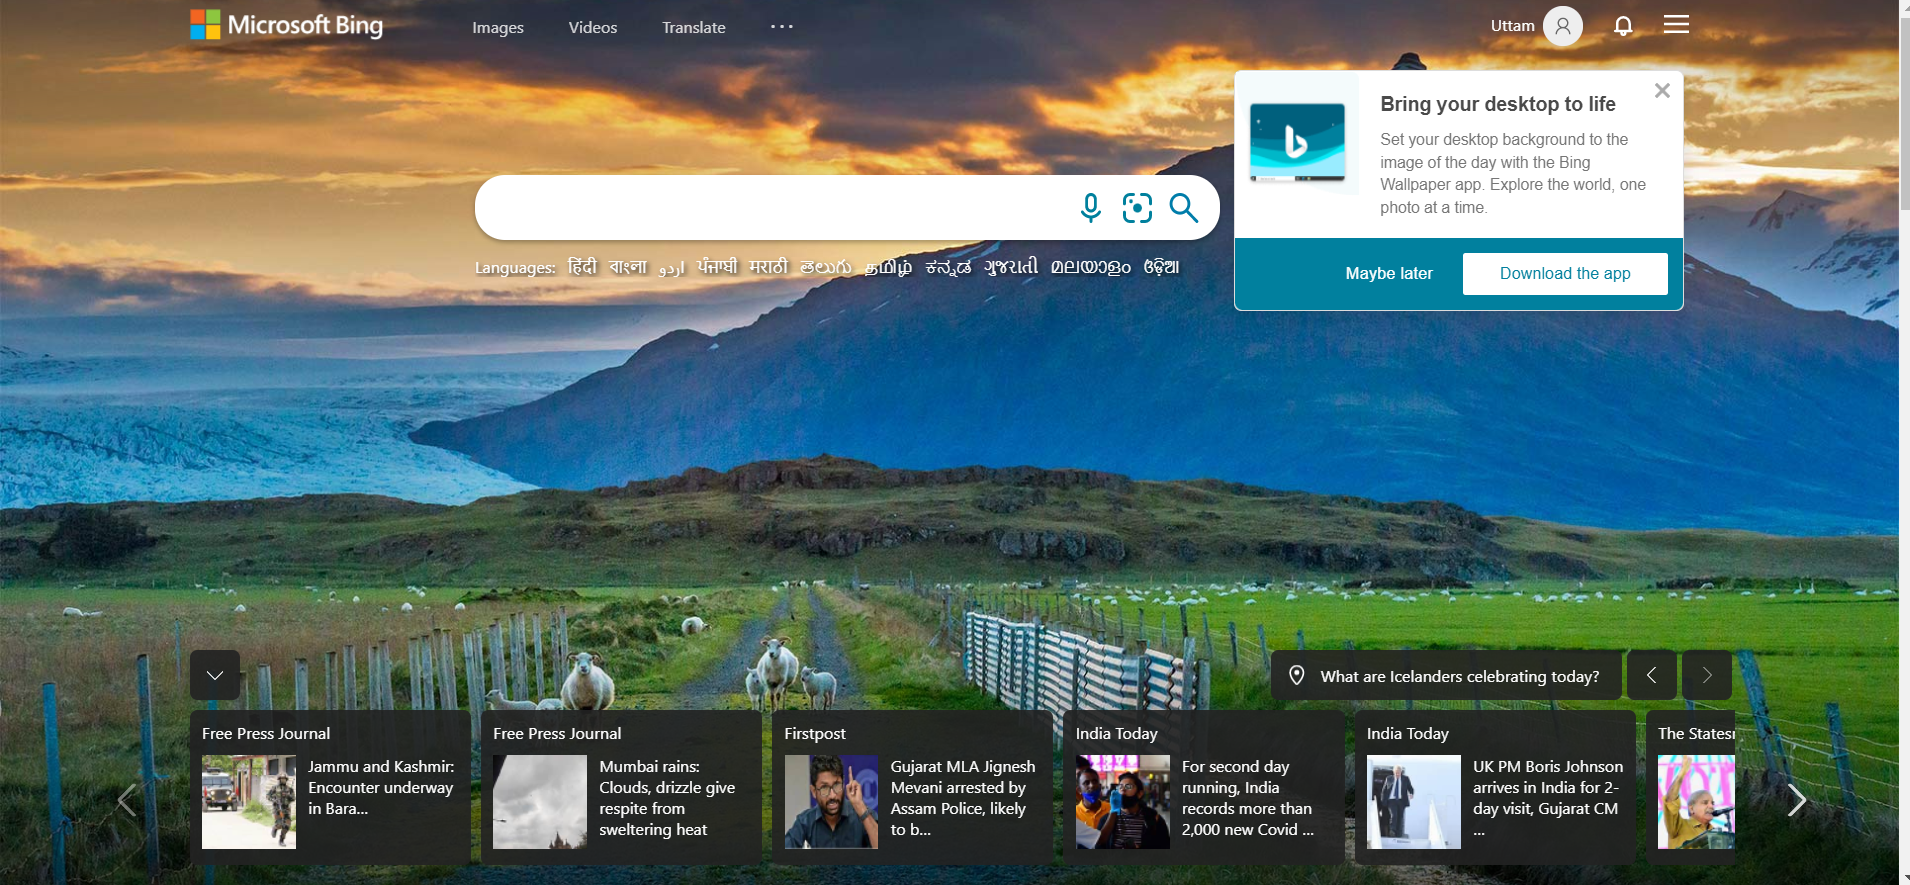 Microsoft Bing
Images Videos Translate
Uttam
Bring your desktop to life
Set your desktop background to the
image of the day with the Bing
Wallpaper app. Explore the world, one
photo at a time.
Maybe later Download the app
Languages: हिंदी বাংলা اردو ਪੰਜਾਬੀ मराठी తెలుగు தமிழ் ಕನ್ನಡ ગુજરાતી മലയാളം ଓଡ଼ିଆ
What are Icelanders celebrating today?
Free Press Journal
Jammu and Kashmir:
Encounter underway
in Bara...
Free Press Journal
Mumbai rains:
Clouds, drizzle give
respite from
sweltering heat
Firstpost
Gujarat MLA Jignesh
Mevani arrested by
Assam Police, likely
to b...
India Today
For second day
running, India
records more than
2,000 new Covid ...
India Today
UK PM Boris Johnson
arrives in India for 2-
day visit, Gujarat CM
...
The States